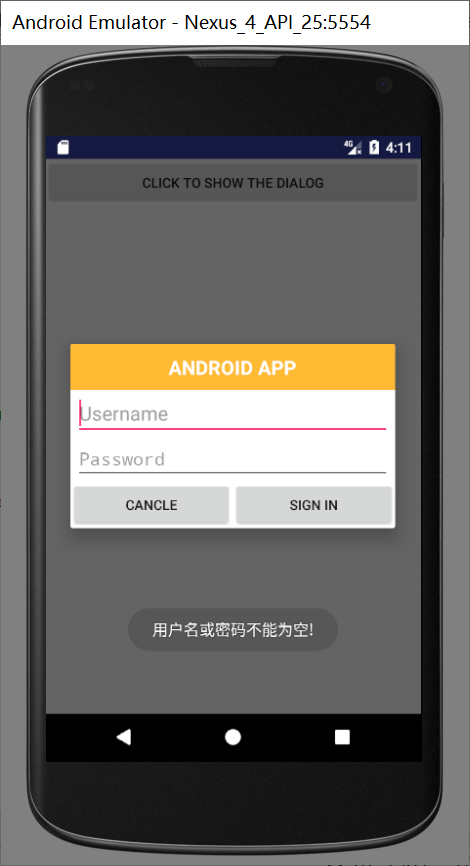 Android Emulator - Nexus_4_API_25:5554
4G 4:11
CLICK TO SHOW THE DIALOG
ANDROID APP
Username
Password
CANCLE SIGN IN
用户名或密码不能为空!